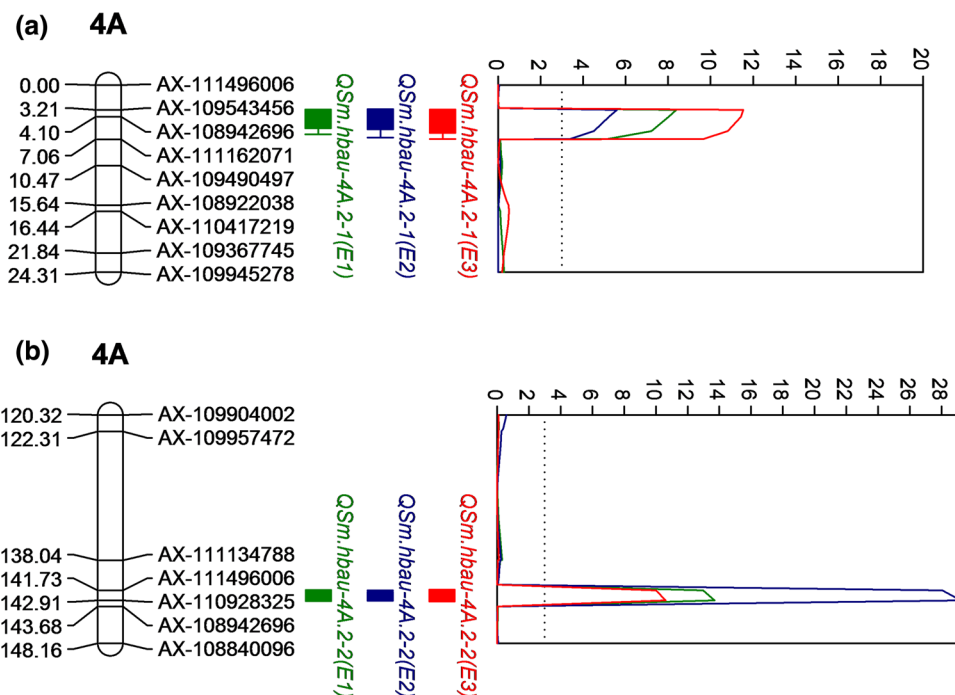 (a) 4A
0 2 4 6 8 10 12 14 16 18 20
0.00 AX-111496006
3.21 AX-109543456
4.10 AX-108942696
7.06 AX-111162071
10.47 AX-109490497
15.64 AX-108922038
16.44 AX-110417219
21.84 AX-109367745
24.31 AX-109945278
QSm.hbau-4A.2-1(E1)
QSm.hbau-4A.2-1(E2)
QSm.hbau-4A.2-1(E3)
(b) 4A
0 2 4 6 8 10 12 14 16 18 20 22 24 26 28
120.32 AX-109904002
122.31 AX-109957472
138.04 AX-111134788
141.73 AX-111496006
142.91 AX-110928325
143.68 AX-108942696
148.16 AX-108840096
QSm.hbau-4A.2-2(E1)
QSm.hbau-4A.2-2(E2)
QSm.hbau-4A.2-2(E3)